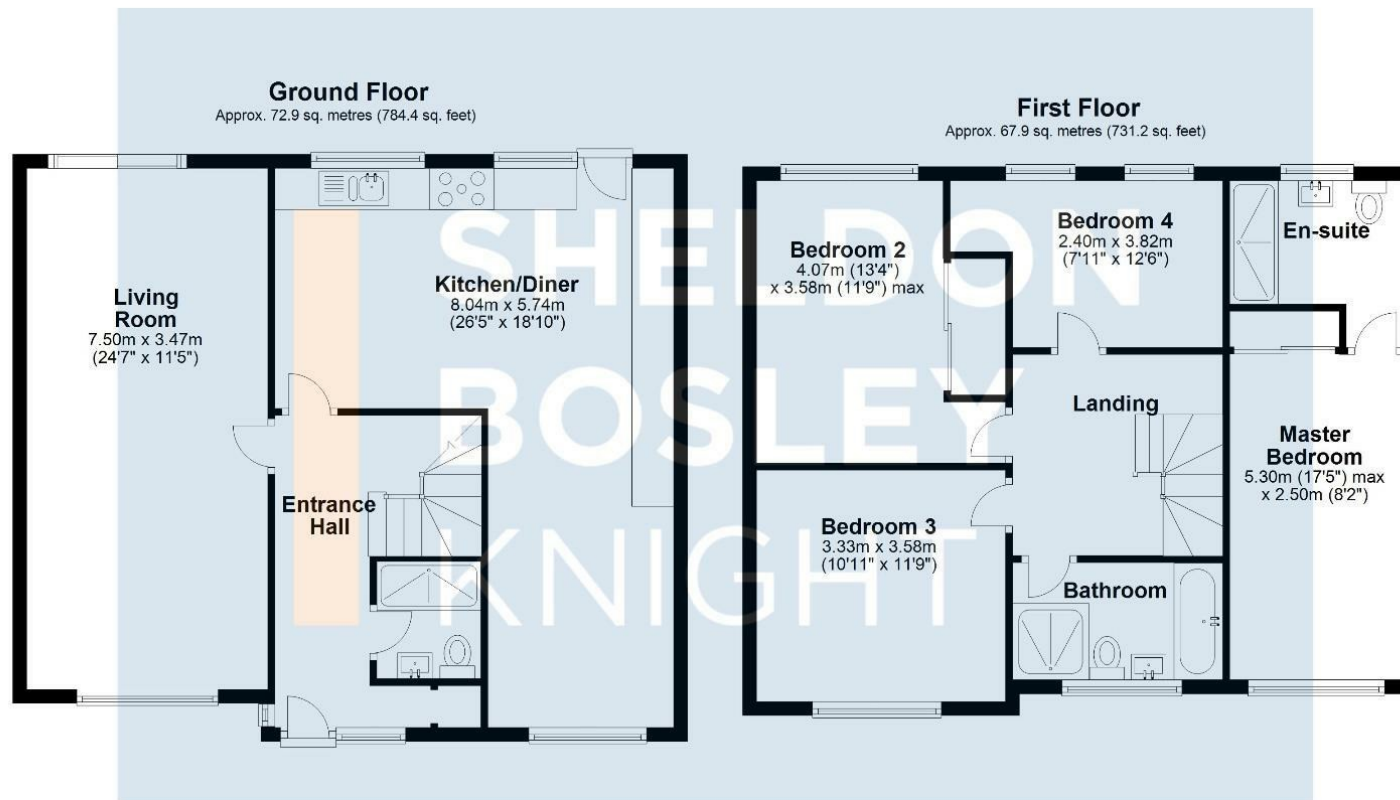 Ground Floor
Approx. 72.9 sq. metres (784.4 sq. feet)
Living
Room
7.50m x 3.47m
(24'7" x 11'5")
Kitchen/Diner
8.04m x 5.74m
(26'5" x 18'10")
Entrance
Hall
First Floor
Approx. 67.9 sq. metres (731.2 sq. feet)
Bedroom 2
4.07m (13'4")
x 3.58m (11'9") max
Bedroom 4
2.40m x 3.82m
(7'11" x 12'6")
En-suite
Landing
Master
Bedroom
5.30m (17'5") max
x 2.50m (8'2")
Bedroom 3
3.33m x 3.58m
(10'11" x 11'9")
Bathroom
SHELDON
BOSLEY
KNIGHT